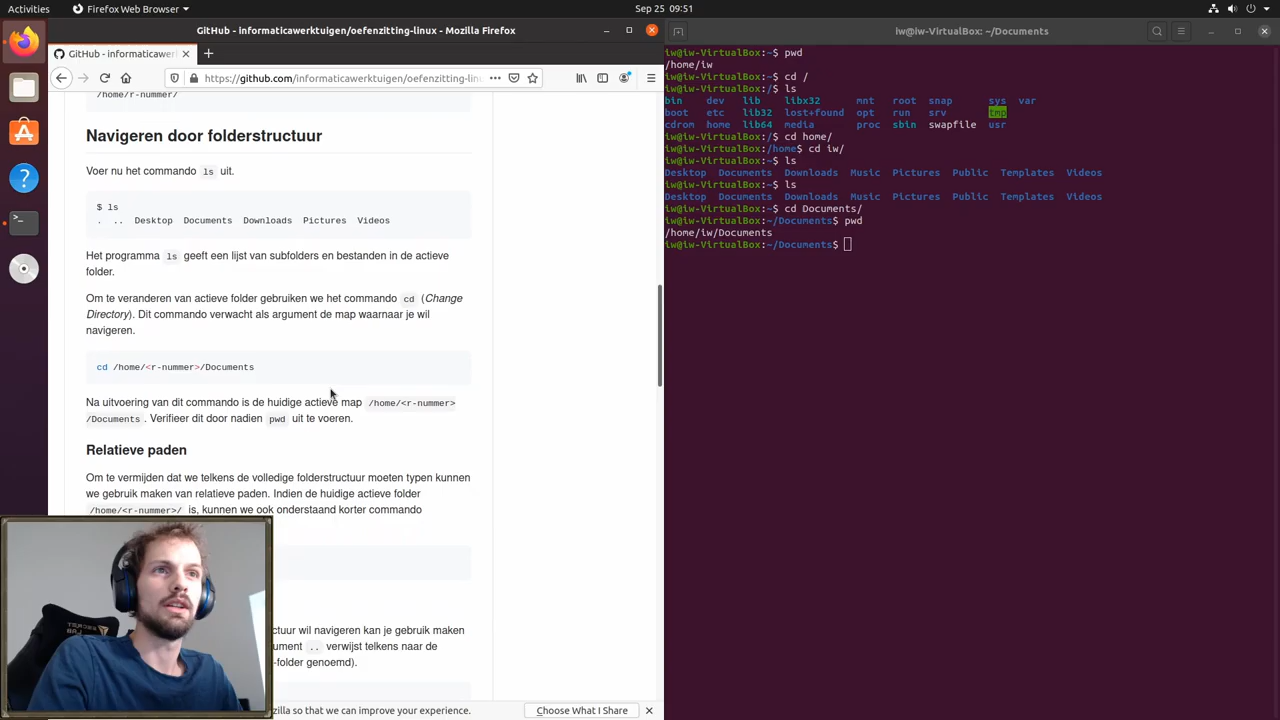 Activities
Firefox Web Browser
Sep 25 09:51
GitHub - informaticawerktuigen/oefenzitting-linux - Mozilla Firefox
GitHub - informaticawer
https://github.com/informaticawerktuigen/oefenzitting-linu
/home/r-nummer/
Navigeren door folderstructuur
Voer nu het commando ls uit.
$ ls
. .. Desktop Documents Downloads Pictures Videos
Het programma ls geeft een lijst van subfolders en bestanden in de actieve
folder.
Om te veranderen van actieve folder gebruiken we het commando cd (Change
Directory). Dit commando verwacht als argument de map waarnaar je wil
navigeren.
cd /home/<r-nummer>/Documents
Na uitvoering van dit commando is de huidige actieve map /home/<r-nummer>
/Documents . Verifieer dit door nadien pwd uit te voeren.
Relatieve paden
Om te vermijden dat we telkens de volledige folderstructuur moeten typen kunnen
we gebruik maken van relatieve paden. Indien de huidige actieve folder
/home/<r-nummer>/ is, kunnen we ook onderstaand korter commando
ctuur wil navigeren kan je gebruik maken
ument .. verwijst telkens naar de
-folder genoemd).
zilla so that we can improve your experience.
Choose What I Share
iw@iw-VirtualBox: ~/Documents
iw@iw-VirtualBox:~$ pwd
/home/iw
iw@iw-VirtualBox:~$ cd /
iw@iw-VirtualBox:/$ ls
bin dev lib libx32 mnt root snap sys var
boot etc lib32 lost+found opt run srv tmp
cdrom home lib64 media proc sbin swapfile usr
iw@iw-VirtualBox:/$ cd home/
iw@iw-VirtualBox:/home$ cd iw/
iw@iw-VirtualBox:~$ ls
Desktop Documents Downloads Music Pictures Public Templates Videos
iw@iw-VirtualBox:~$ ls
Desktop Documents Downloads Music Pictures Public Templates Videos
iw@iw-VirtualBox:~$ cd Documents/
iw@iw-VirtualBox:~/Documents$ pwd
/home/iw/Documents
iw@iw-VirtualBox:~/Documents$